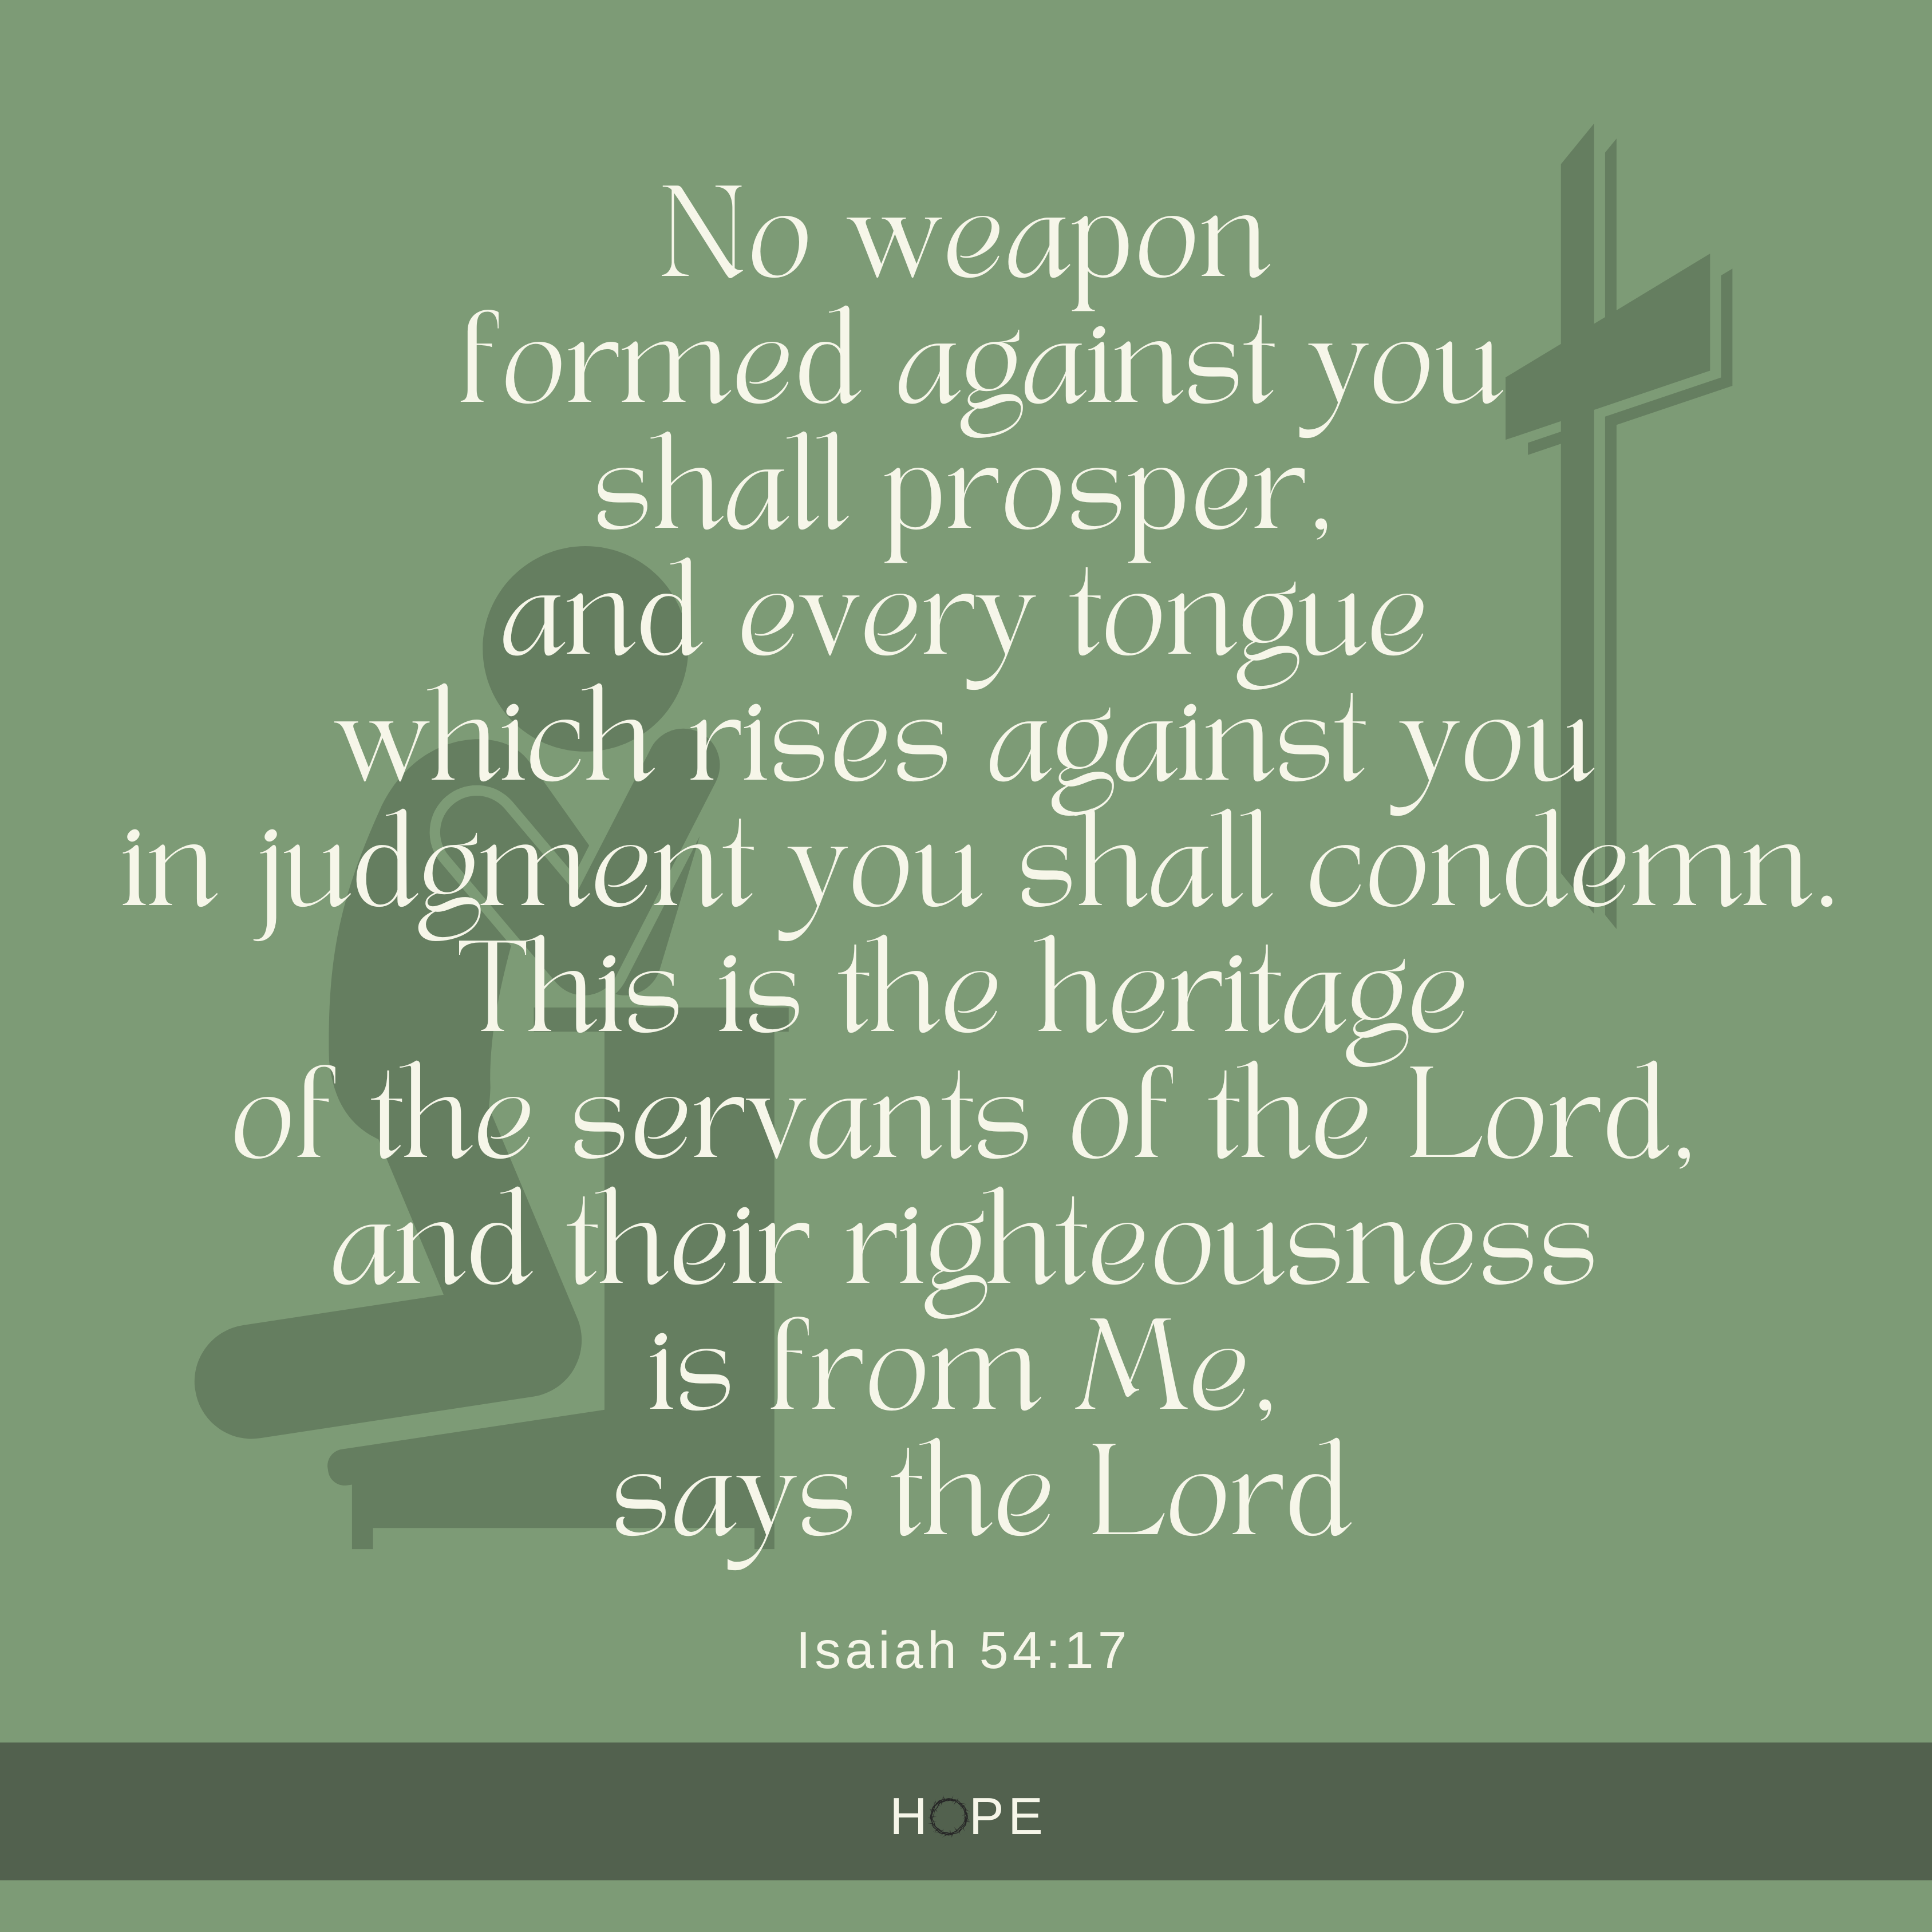 No weapon
formed against you
shall prosper,
and every tongue
which rises against you
in judgment you shall condemn.
This is the heritage
of the servants of the Lord,
and their righteousness
is from Me,
says the Lord
Isaiah 54:17
HOPE